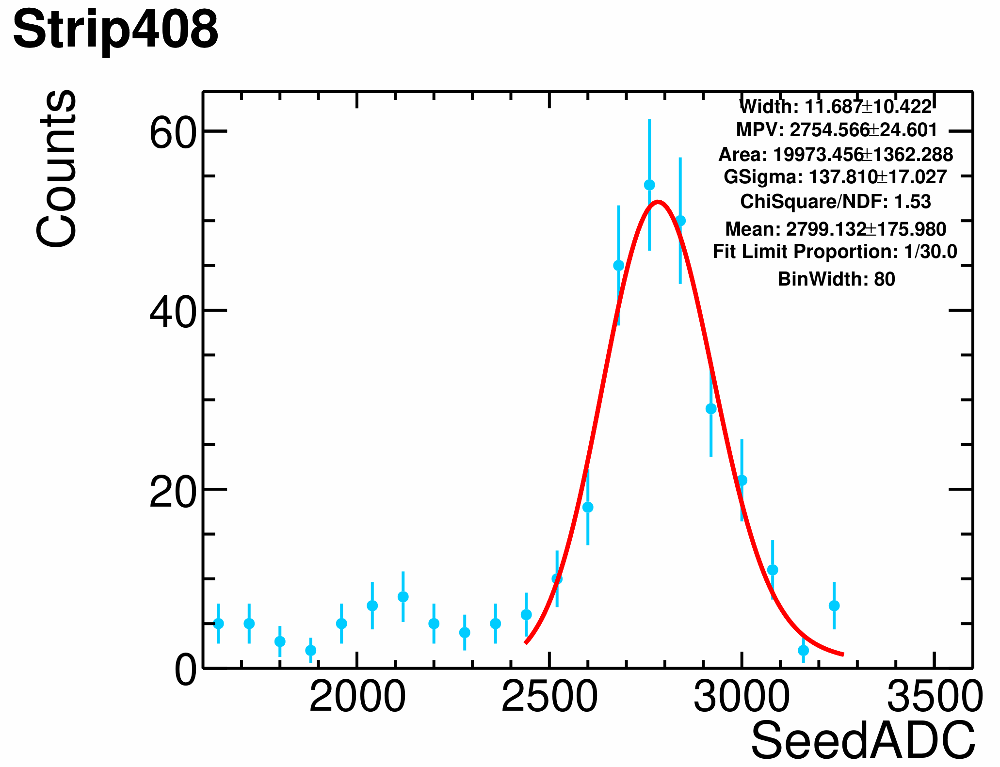 Strip408
Counts
Width: 11.687±10.422
MPV: 2754.566±24.601
Area: 19973.456±1362.288
GSigma: 137.810±17.027
ChiSquare/NDF: 1.53
Mean: 2799.132±175.980
Fit Limit Proportion: 1/30.0
BinWidth: 80
60
40
20
0
2000 2500 3000 3500
SeedADC